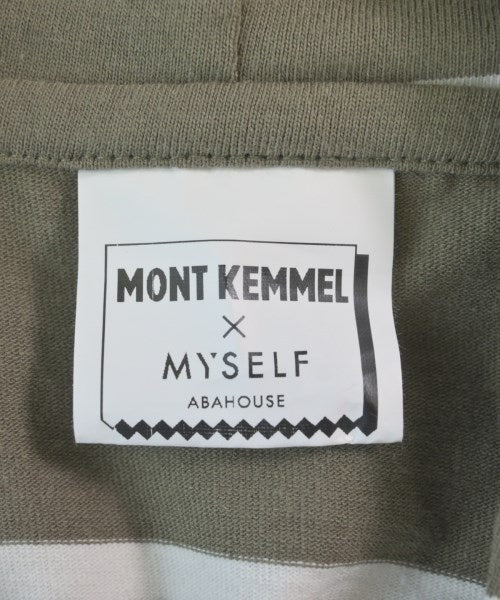 MONT KEMMEL
×
MYSELF
ABAHOUSE